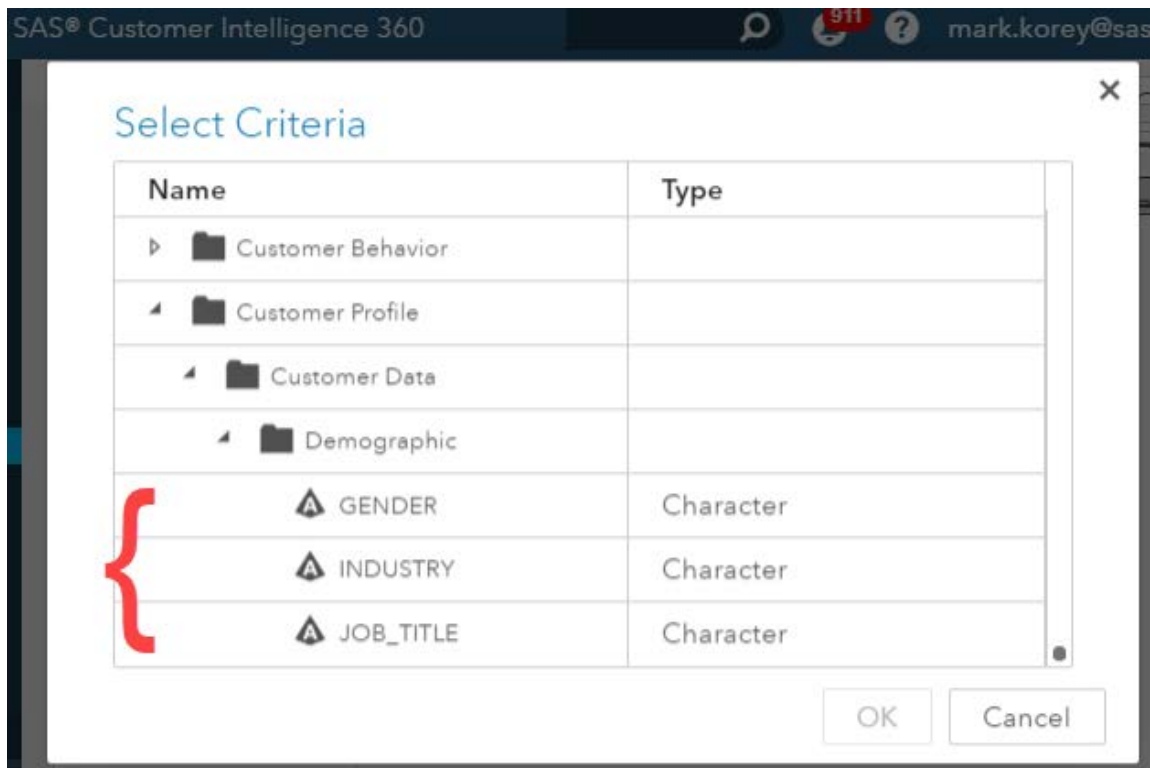 SAS® Customer Intelligence 360 911 ? mark.korey@sas
Select Criteria
Name Type
Customer Behavior
Customer Profile
Customer Data
Demographic
GENDER Character
INDUSTRY Character
JOB_TITLE Character
OK Cancel